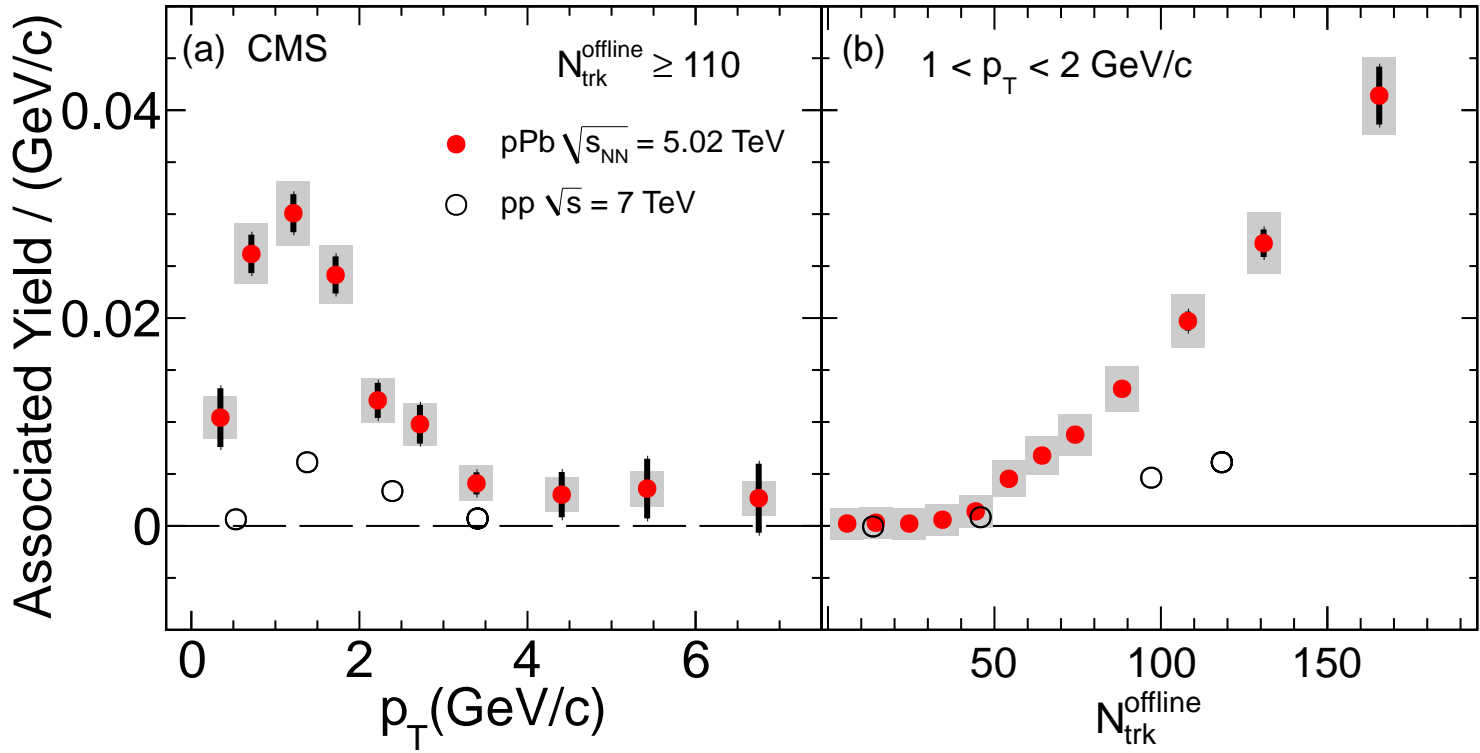 Associated Yield / (GeV/c)
(a) CMS
N_trk^offline ≥ 110
pPb √s_NN = 5.02 TeV
pp √s = 7 TeV
0.04
0.02
0
0 2 4 6
p_T(GeV/c)
(b) 1 < p_T < 2 GeV/c
50 100 150
N_trk^offline